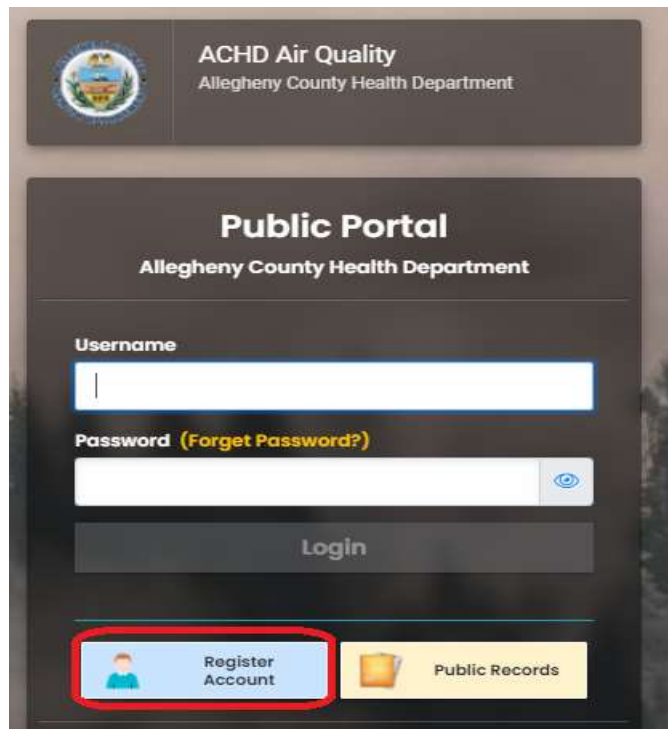 ACHD Air Quality
Allegheny County Health Department
Public Portal
Allegheny County Health Department
Username
Password (Forget Password?)
Login
Register
Account
Public Records